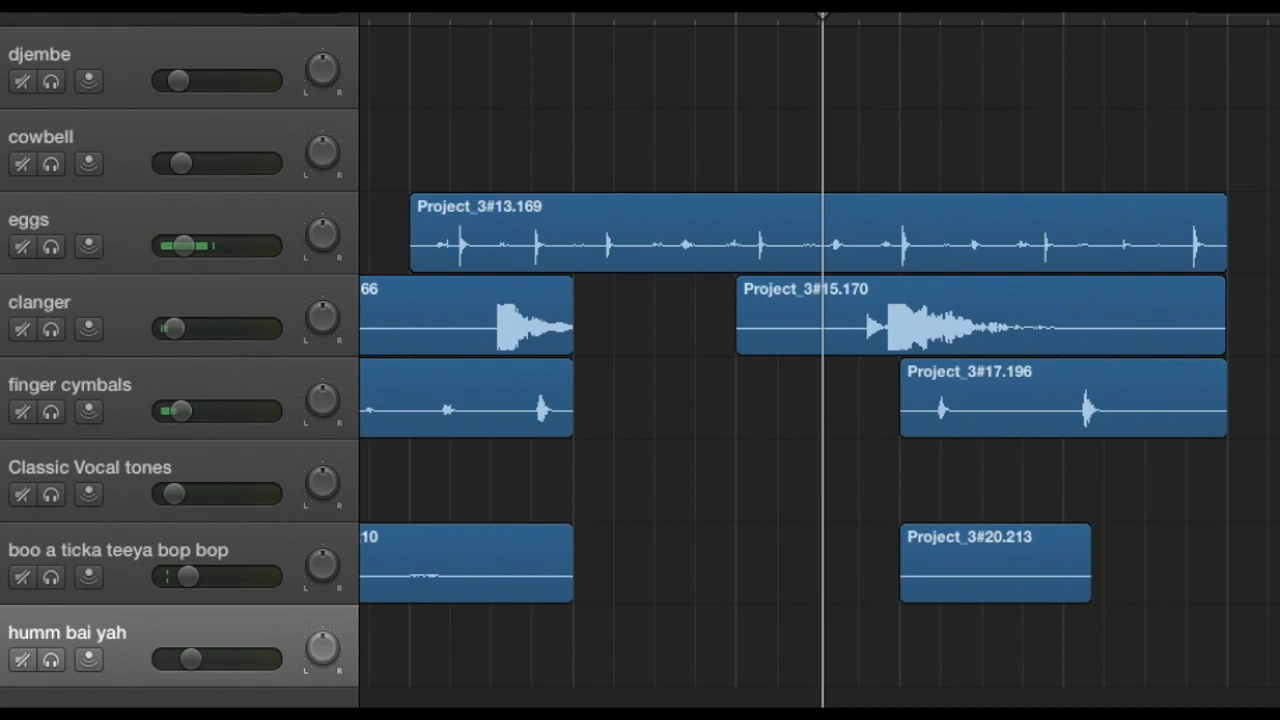 djembe
L R
cowbell
L R
eggs
L R
Project_3#13.169
clanger
L R
66
Project_3#15.170
finger cymbals
L R
Project_3#17.196
Classic Vocal tones
L R
boo a ticka teeya bop bop
L R
:10
Project_3#20.213
humm bai yah
L R